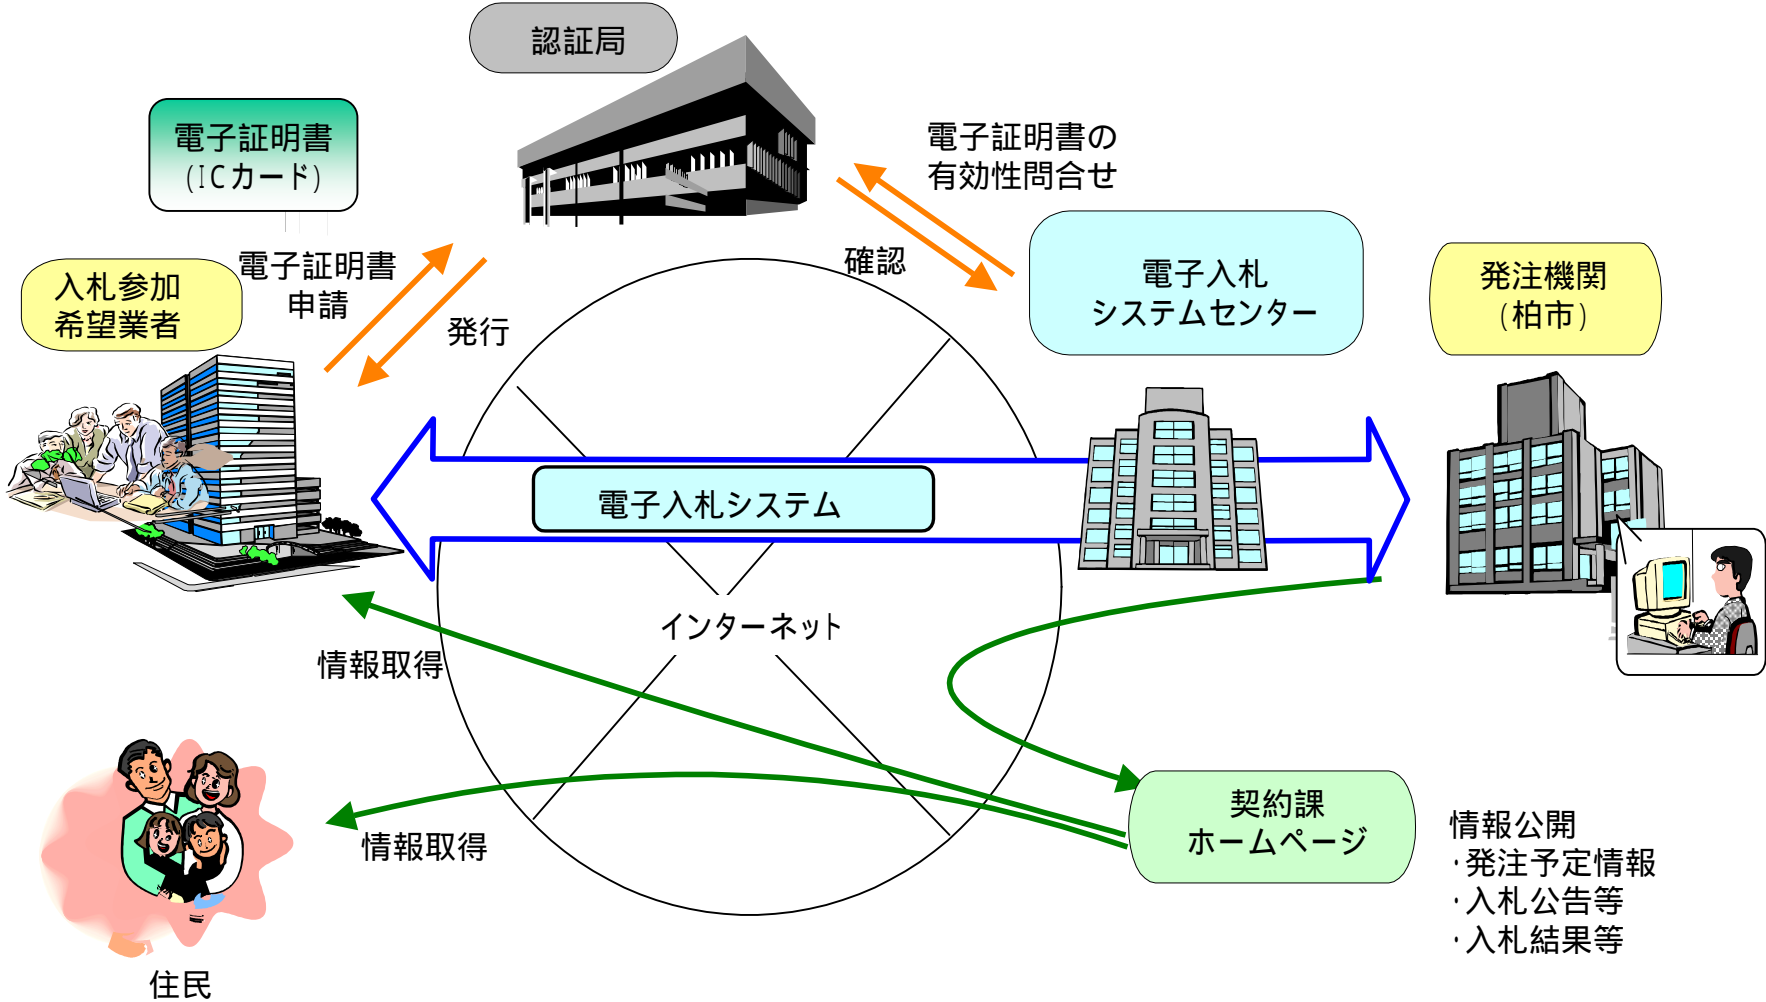 認証局
電子証明書
(ICカード)
電子証明書の
有効性問合せ
電子証明書
申請
確認
入札参加
希望業者
発行
電子入札
システムセンター
発注機関
(柏市)
電子入札システム
インターネット
情報取得
情報取得
契約課
ホームページ
情報公開
・発注予定情報
・入札公告等
・入札結果等
住民